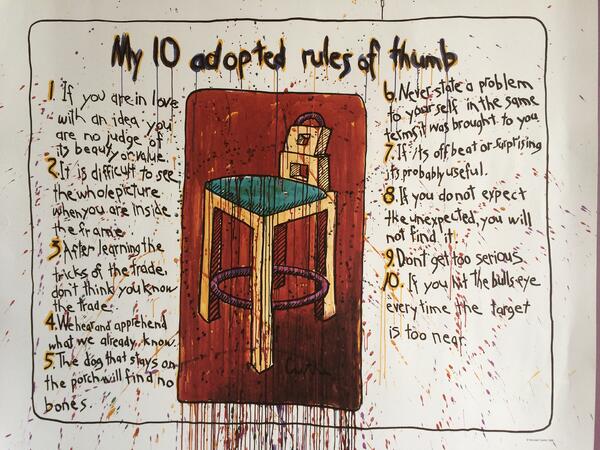 My 10 adopted rules of thumb
1. If you are in love
with an idea, you
are no judge of
its beauty or value.
2. It is difficult to see
the whole picture
when you are inside
the frame.
3. After learning the
tricks of the trade,
don't think you know
the trade.
4. We hear and apprehend
what we already know.
5. The dog that stays on
the porch will find no
bones.
6. Never state a problem
to yourself in the same
terms it was brought to you.
7. If its off beat or surprising
its probably useful.
8. If you do not expect
the unexpected, you will
not find it.
9. Don't get too serious.
10. If you hit the bulls-eye
every time the target
is too near.